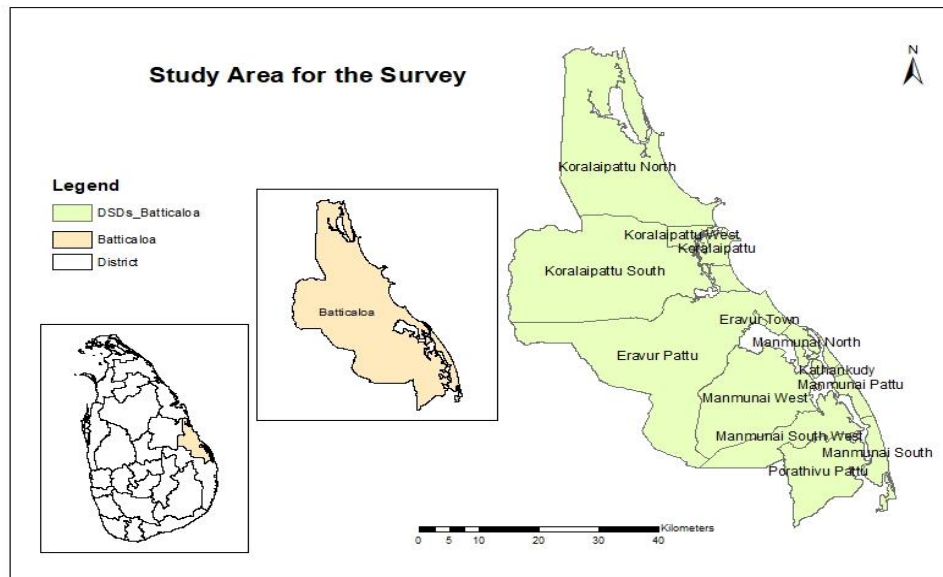 Study Area for the Survey
N
Legend
DSDs_Batticaloa
Batticaloa
District
Batticaloa
Koralaipattu North
Koralaipattu West
Koralaipattu
Koralaipattu South
Eravur Town
Manmunai North
Eravur Pattu
Kathankudy
Manmunai Pattu
Manmunai West
Manmunai South West
Manmunai South
Porathivu Pattu
Kilometers
0 5 10 20 30 40